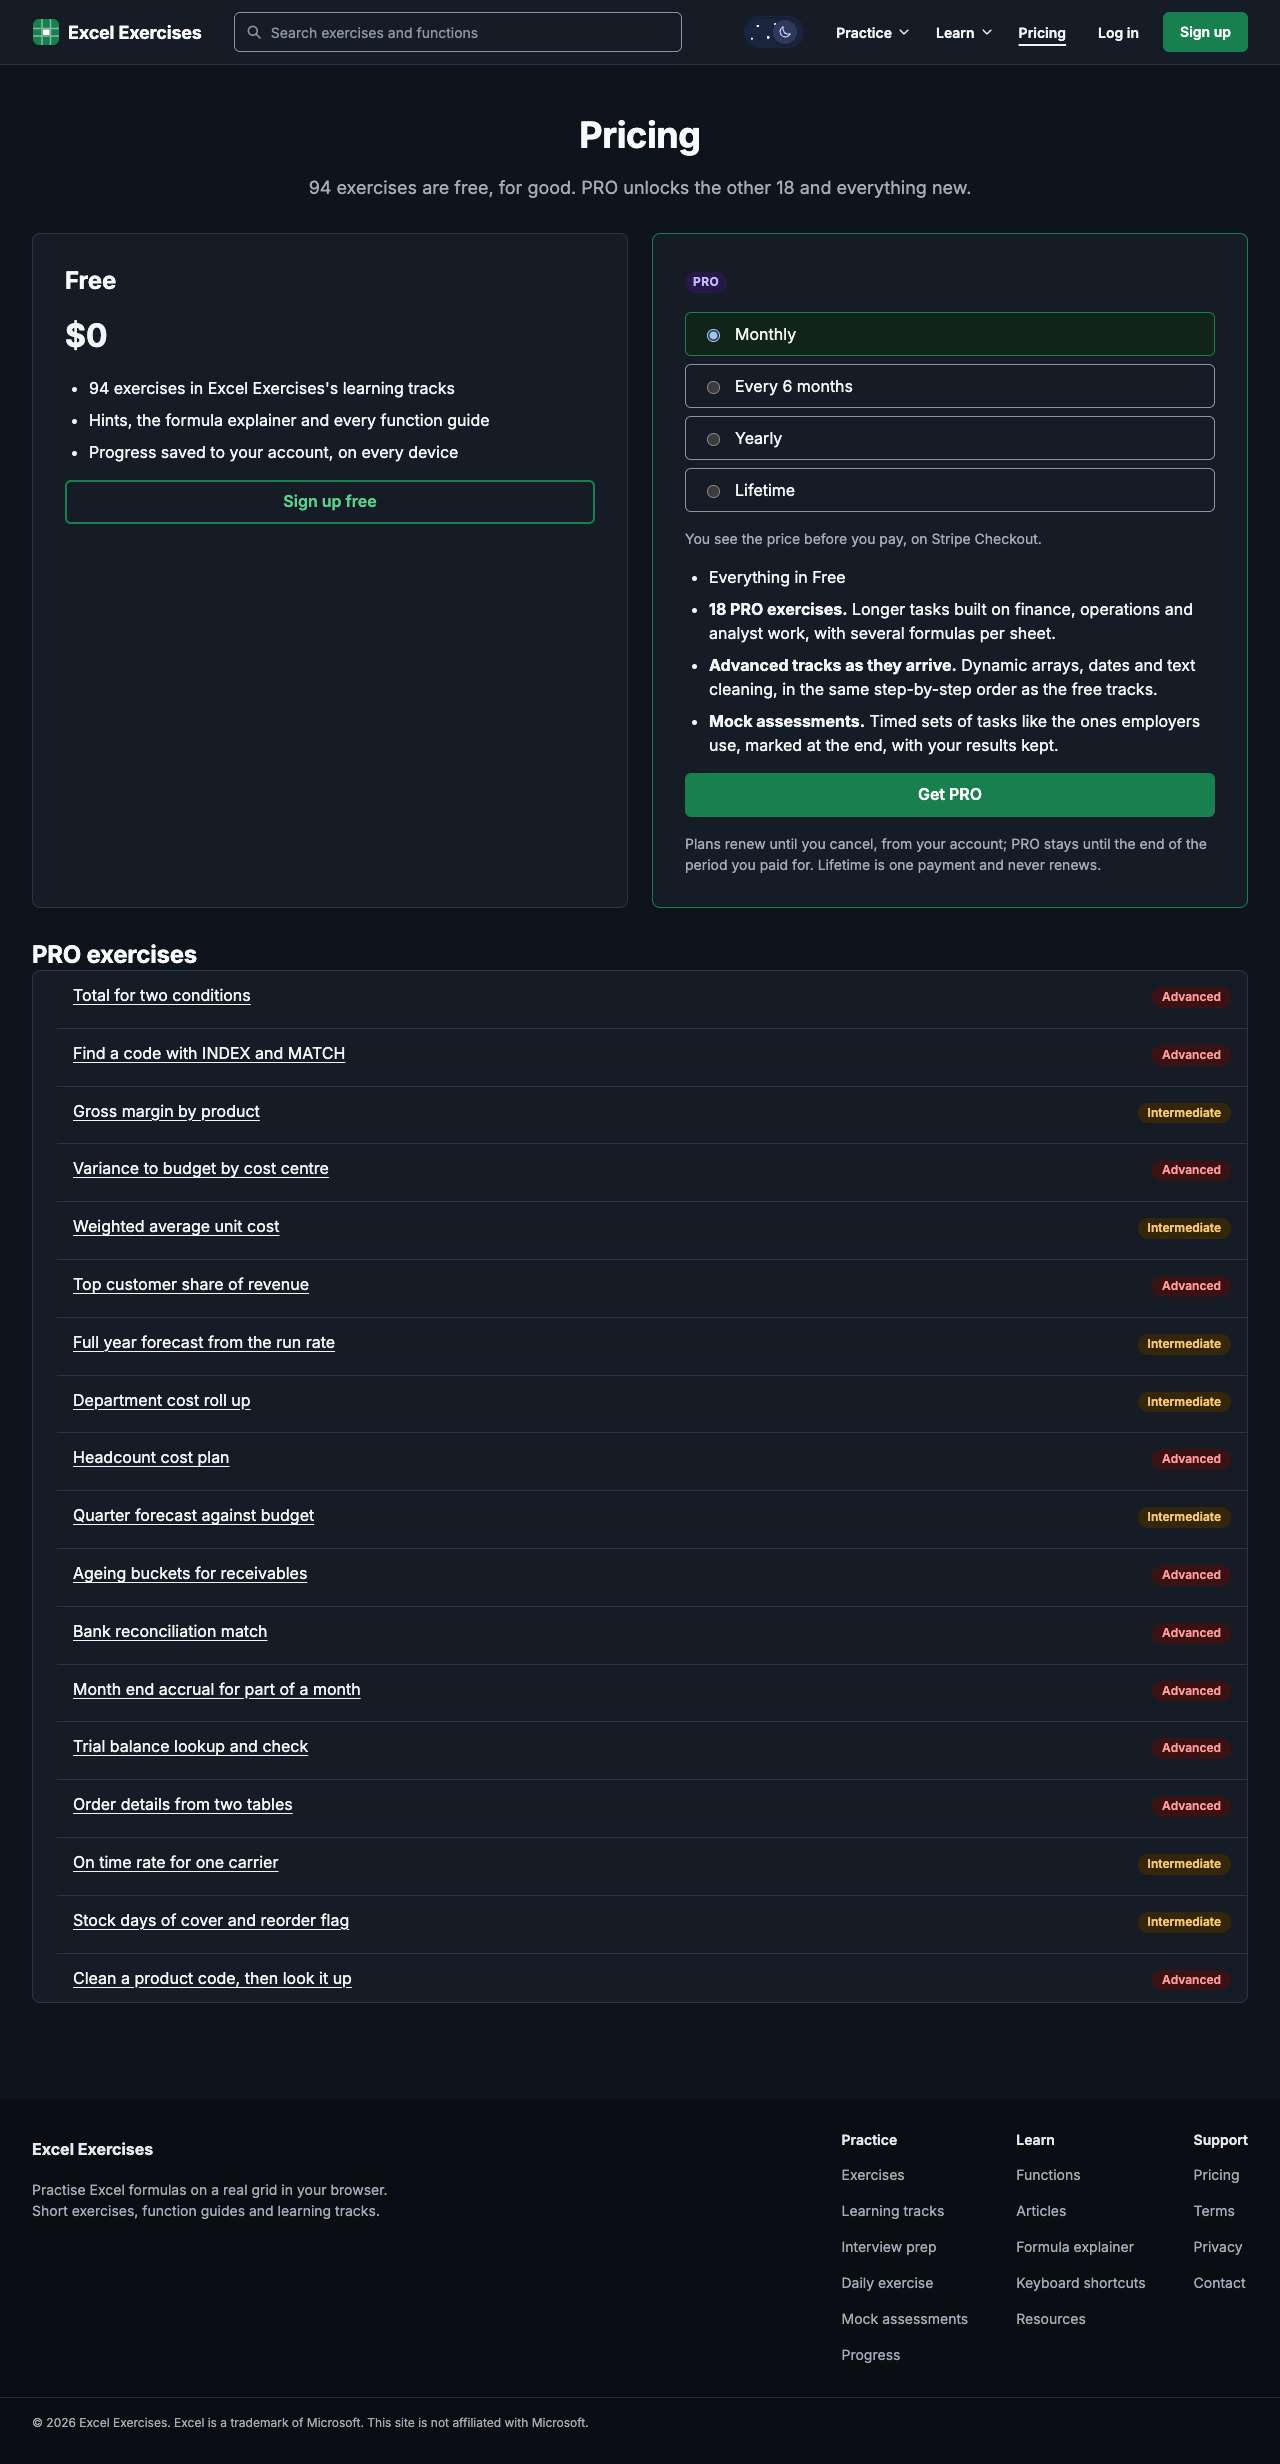 Excel Exercises
Search exercises and functions
Practice
Learn
Pricing
Log in
Sign up
Pricing
94 exercises are free, for good. PRO unlocks the other 18 and everything new.
Free
$0
• 94 exercises in Excel Exercises's learning tracks
• Hints, the formula explainer and every function guide
• Progress saved to your account, on every device
Sign up free
PRO
Monthly
Every 6 months
Yearly
Lifetime
You see the price before you pay, on Stripe Checkout.
• Everything in Free
• 18 PRO exercises. Longer tasks built on finance, operations and
analyst work, with several formulas per sheet.
• Advanced tracks as they arrive. Dynamic arrays, dates and text
cleaning, in the same step-by-step order as the free tracks.
• Mock assessments. Timed sets of tasks like the ones employers
use, marked at the end, with your results kept.
Get PRO
Plans renew until you cancel, from your account; PRO stays until the end of the
period you paid for. Lifetime is one payment and never renews.
PRO exercises
Total for two conditions
Advanced
Find a code with INDEX and MATCH
Advanced
Gross margin by product
Intermediate
Variance to budget by cost centre
Advanced
Weighted average unit cost
Intermediate
Top customer share of revenue
Advanced
Full year forecast from the run rate
Intermediate
Department cost roll up
Intermediate
Headcount cost plan
Advanced
Quarter forecast against budget
Intermediate
Ageing buckets for receivables
Advanced
Bank reconciliation match
Advanced
Month end accrual for part of a month
Advanced
Trial balance lookup and check
Advanced
Order details from two tables
Advanced
On time rate for one carrier
Intermediate
Stock days of cover and reorder flag
Intermediate
Clean a product code, then look it up
Advanced
Excel Exercises
Practise Excel formulas on a real grid in your browser.
Short exercises, function guides and learning tracks.
Practice
Exercises
Learning tracks
Interview prep
Daily exercise
Mock assessments
Progress
Learn
Functions
Articles
Formula explainer
Keyboard shortcuts
Resources
Support
Pricing
Terms
Privacy
Contact
© 2026 Excel Exercises. Excel is a trademark of Microsoft. This site is not affiliated with Microsoft.